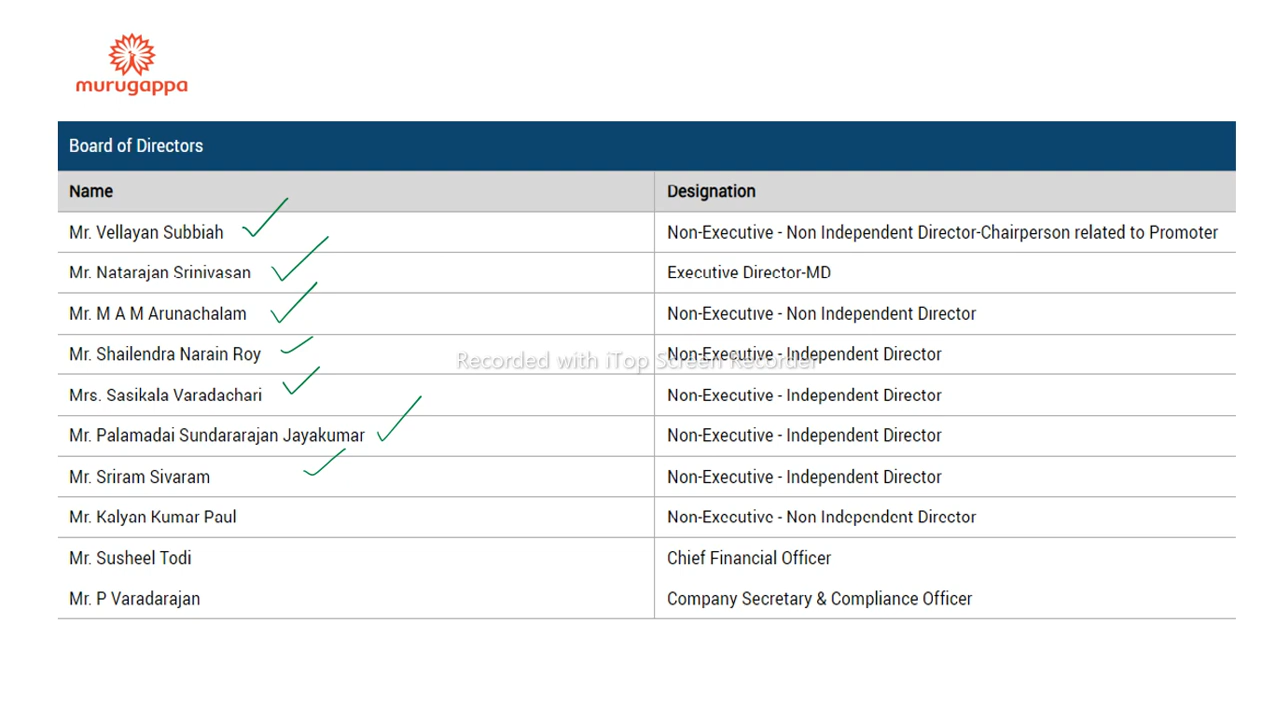 murugappa
Board of Directors
Name Designation
Mr. Vellayan Subbiah Non-Executive - Non Independent Director-Chairperson related to Promoter
Mr. Natarajan Srinivasan Executive Director-MD
Mr. M A M Arunachalam Non-Executive - Non Independent Director
Mr. Shailendra Narain Roy Non-Executive - Independent Director
Recorded with iTop Screen Recorder
Mrs. Sasikala Varadachari Non-Executive - Independent Director
Mr. Palamadai Sundararajan Jayakumar Non-Executive - Independent Director
Mr. Sriram Sivaram Non-Executive - Independent Director
Mr. Kalyan Kumar Paul Non-Executive - Non Independent Director
Mr. Susheel Todi Chief Financial Officer
Mr. P Varadarajan Company Secretary & Compliance Officer